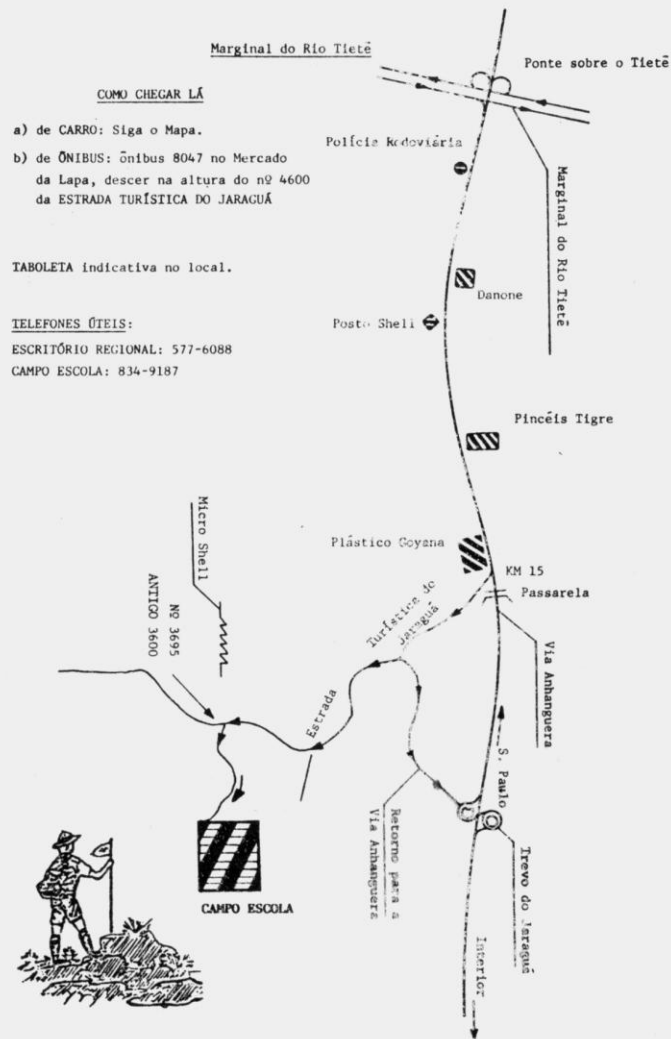 Marginal do Rio Tietê
Ponte sobre o Tietê
COMO CHEGAR LÁ
a) de CARRO: Siga o Mapa.
b) de ÔNIBUS: ônibus 8047 no Mercado
da Lapa, descer na altura do nº 4600
da ESTRADA TURÍSTICA DO JARAGUÁ
TABOLETA indicativa no local.
TELEFONES ÚTEIS:
ESCRITÓRIO REGIONAL: 577-6088
CAMPO ESCOLA: 834-9187
Polícia Rodoviária
Marginal do Rio Tietê
Danone
Posto Shell
Pincéis Tigre
Plástico Goyana
KM 15
Passarela
Micro Shell
Nº 3695
ANTIGO 3600
Turística do
Jaraguá
Estrada
Via Anhanguera
S. Paulo
Retorno para a
Via Anhanguera
Trevo do Jaraguá
Interior
CAMPO ESCOLA